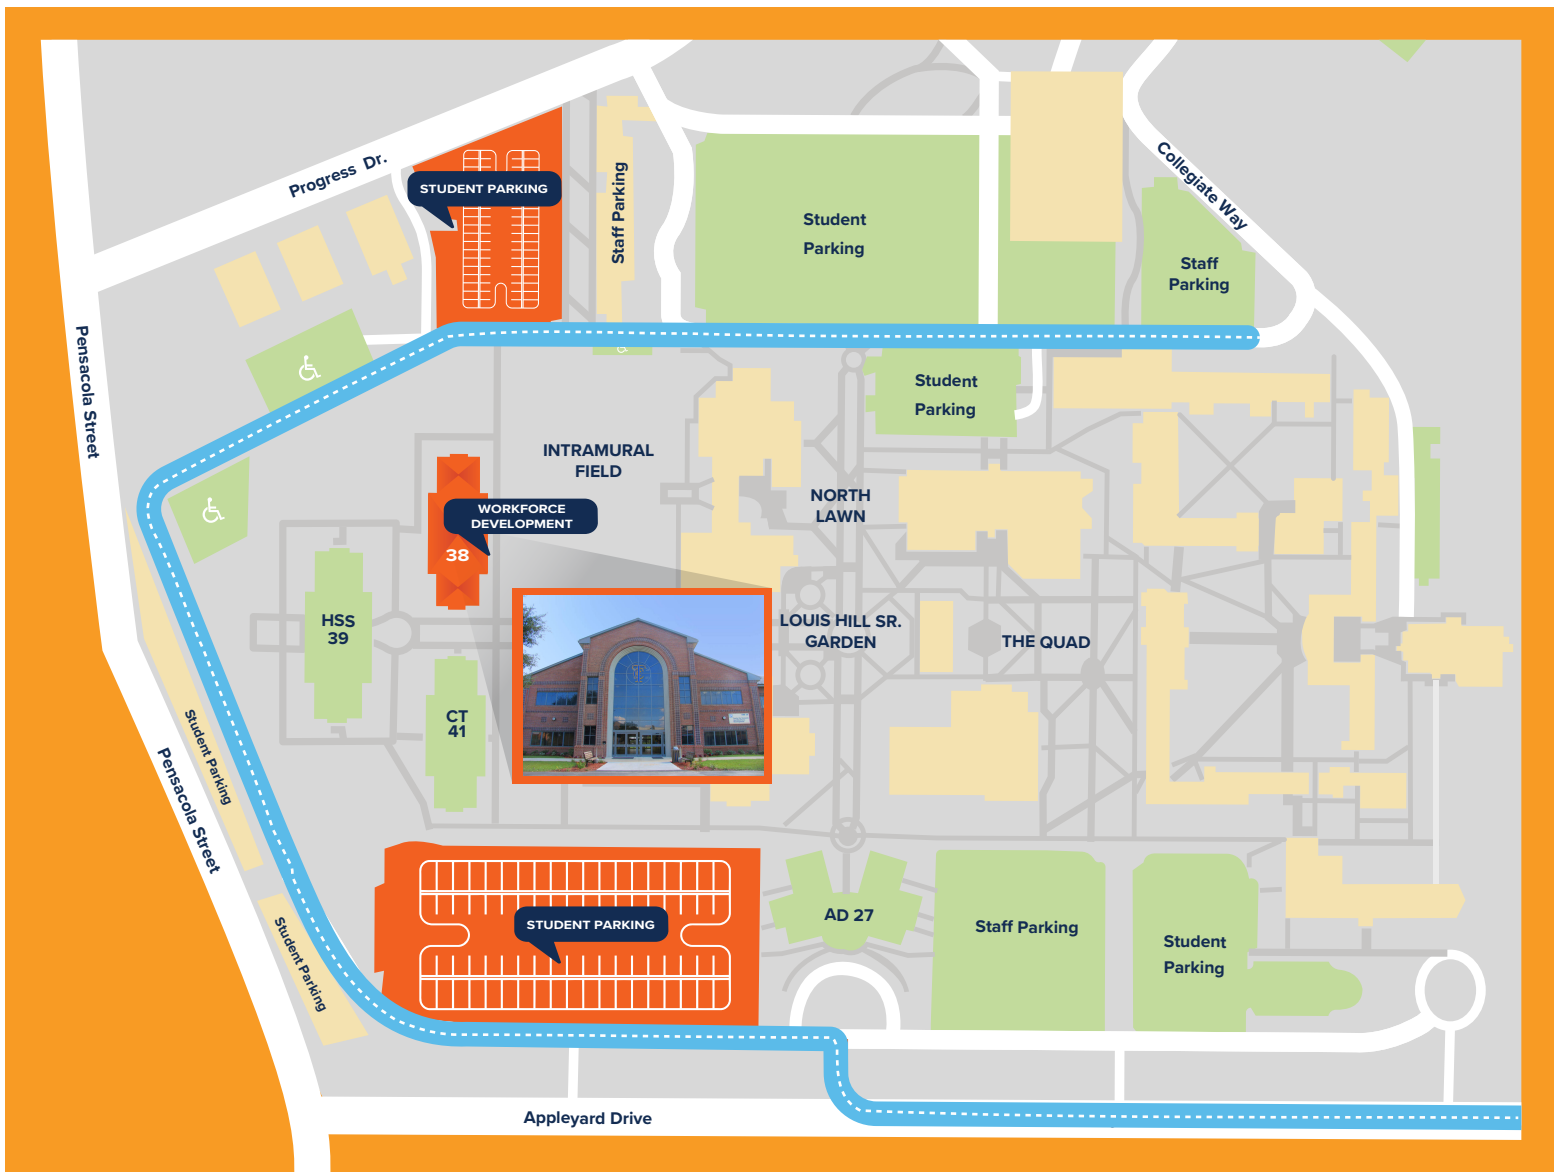 Progress Dr.
STUDENT PARKING
Staff Parking
Student
Parking
Collegiate Way
Staff
Parking
Pensacola Street
Student
Parking
INTRAMURAL
FIELD
NORTH
LAWN
WORKFORCE
DEVELOPMENT
38
HSS
39
LOUIS HILL SR.
GARDEN
THE QUAD
CT
41
Student Parking
Pensacola Street
STUDENT PARKING
AD 27
Staff Parking
Student
Parking
Student Parking
Appleyard Drive